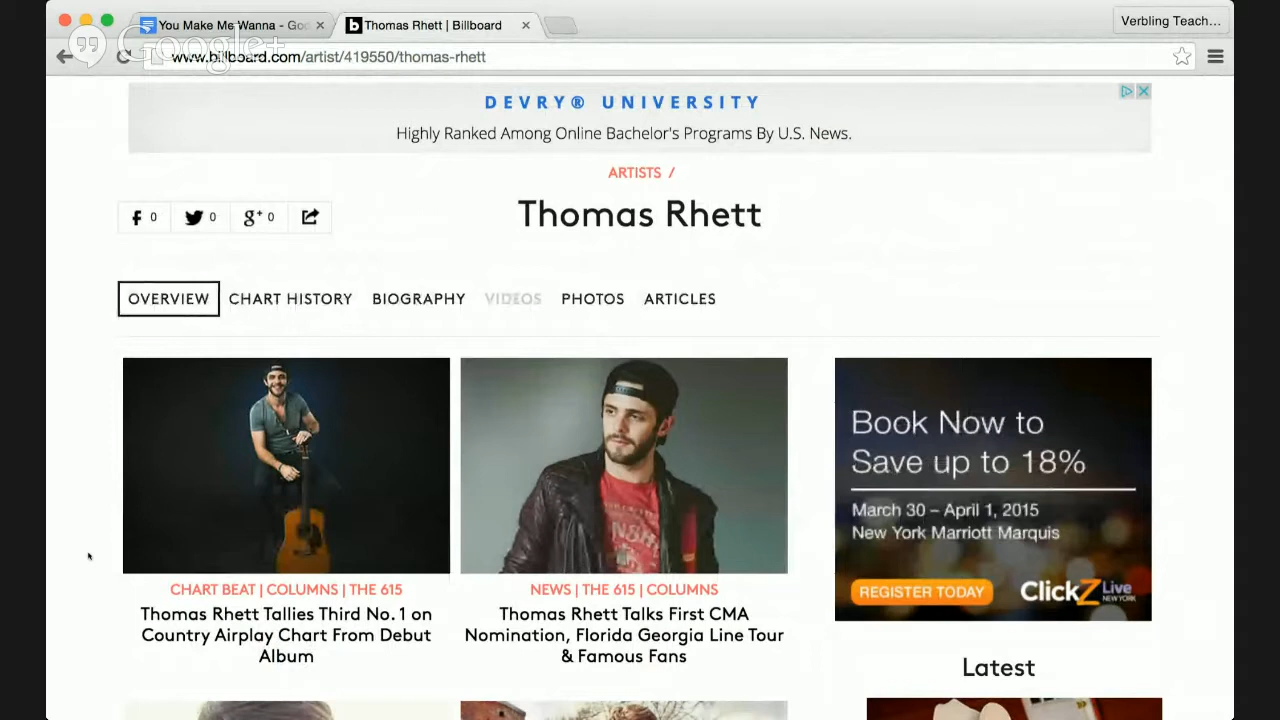 You Make Me Wanna - Goo
Thomas Rhett | Billboard
Verbling Teach...
Google+
www.billboard.com/artist/419550/thomas-rhett
DEVRY® UNIVERSITY
Highly Ranked Among Online Bachelor's Programs By U.S. News.
ARTISTS /
Thomas Rhett
0
0
g+ 0
OVERVIEW
CHART HISTORY
BIOGRAPHY
VIDEOS
PHOTOS
ARTICLES
CHART BEAT | COLUMNS | THE 615
Thomas Rhett Tallies Third No. 1 on
Country Airplay Chart From Debut
Album
NEWS | THE 615 | COLUMNS
Thomas Rhett Talks First CMA
Nomination, Florida Georgia Line Tour
& Famous Fans
Book Now to
Save up to 18%
March 30 – April 1, 2015
New York Marriott Marquis
REGISTER TODAY
ClickZ Live
NEW YORK
Latest